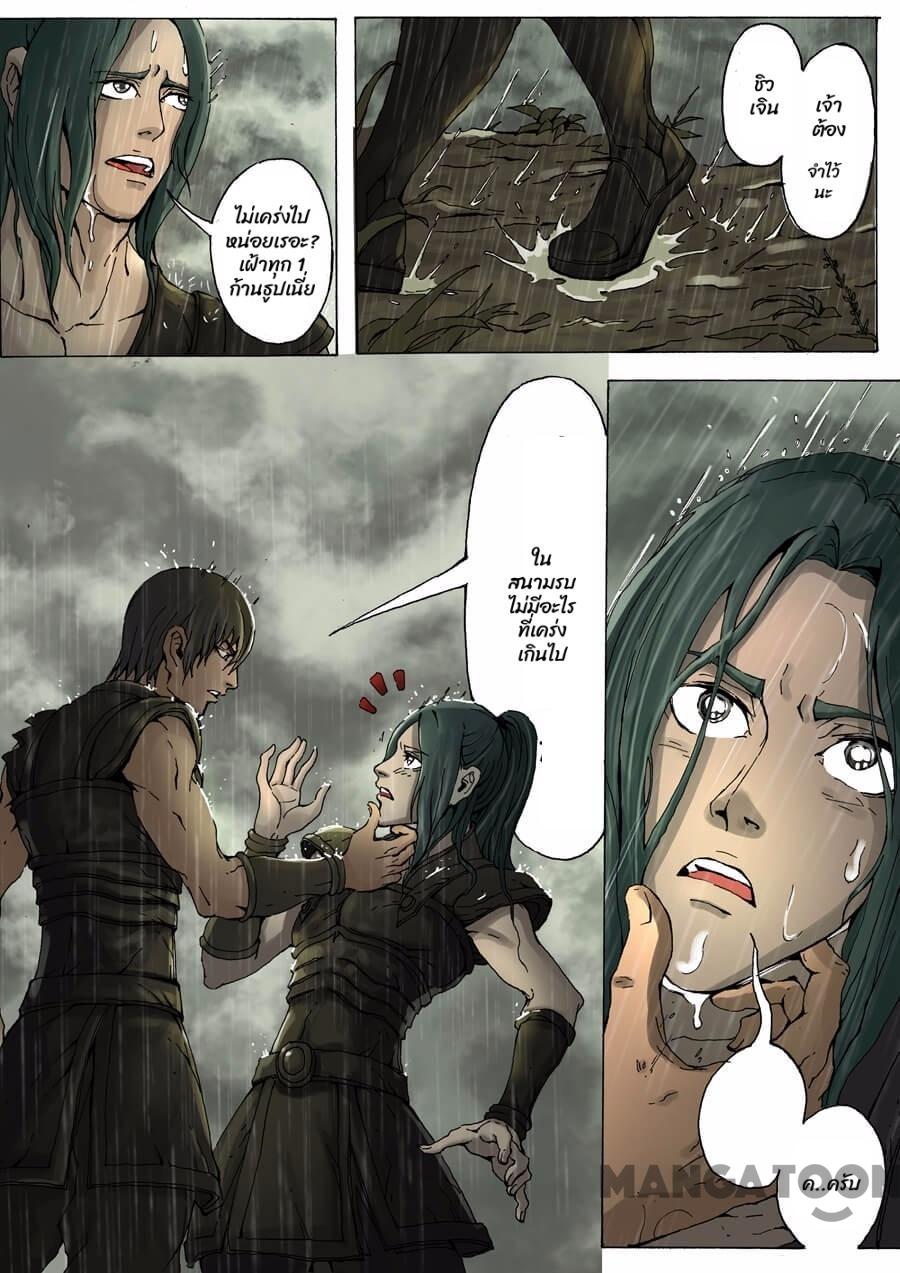 ไม่เคร่งไป
หน่อยเรอะ?
เฝ้าทุก 1
ก้านธูปเนี่ย
ชิว
เจิน
เจ้า
ต้อง
จำไว้
นะ
ใน
สนามรบ
ไม่มีอะไร
ที่เคร่ง
เกินไป
ค..ครับ
MANGATOON